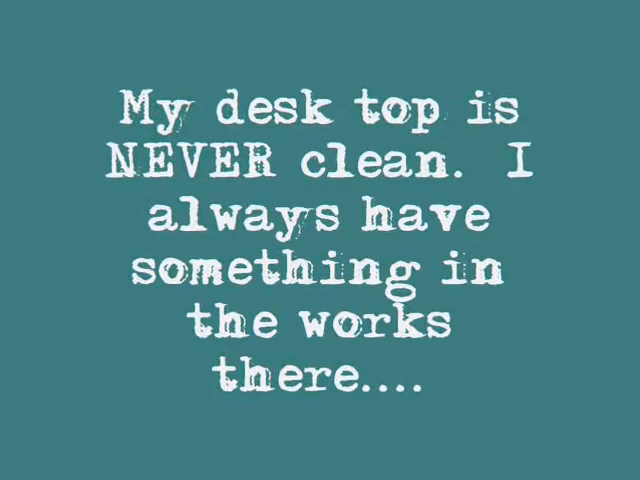 My desk top is
NEVER clean.  I
always have
something in
the works
there....